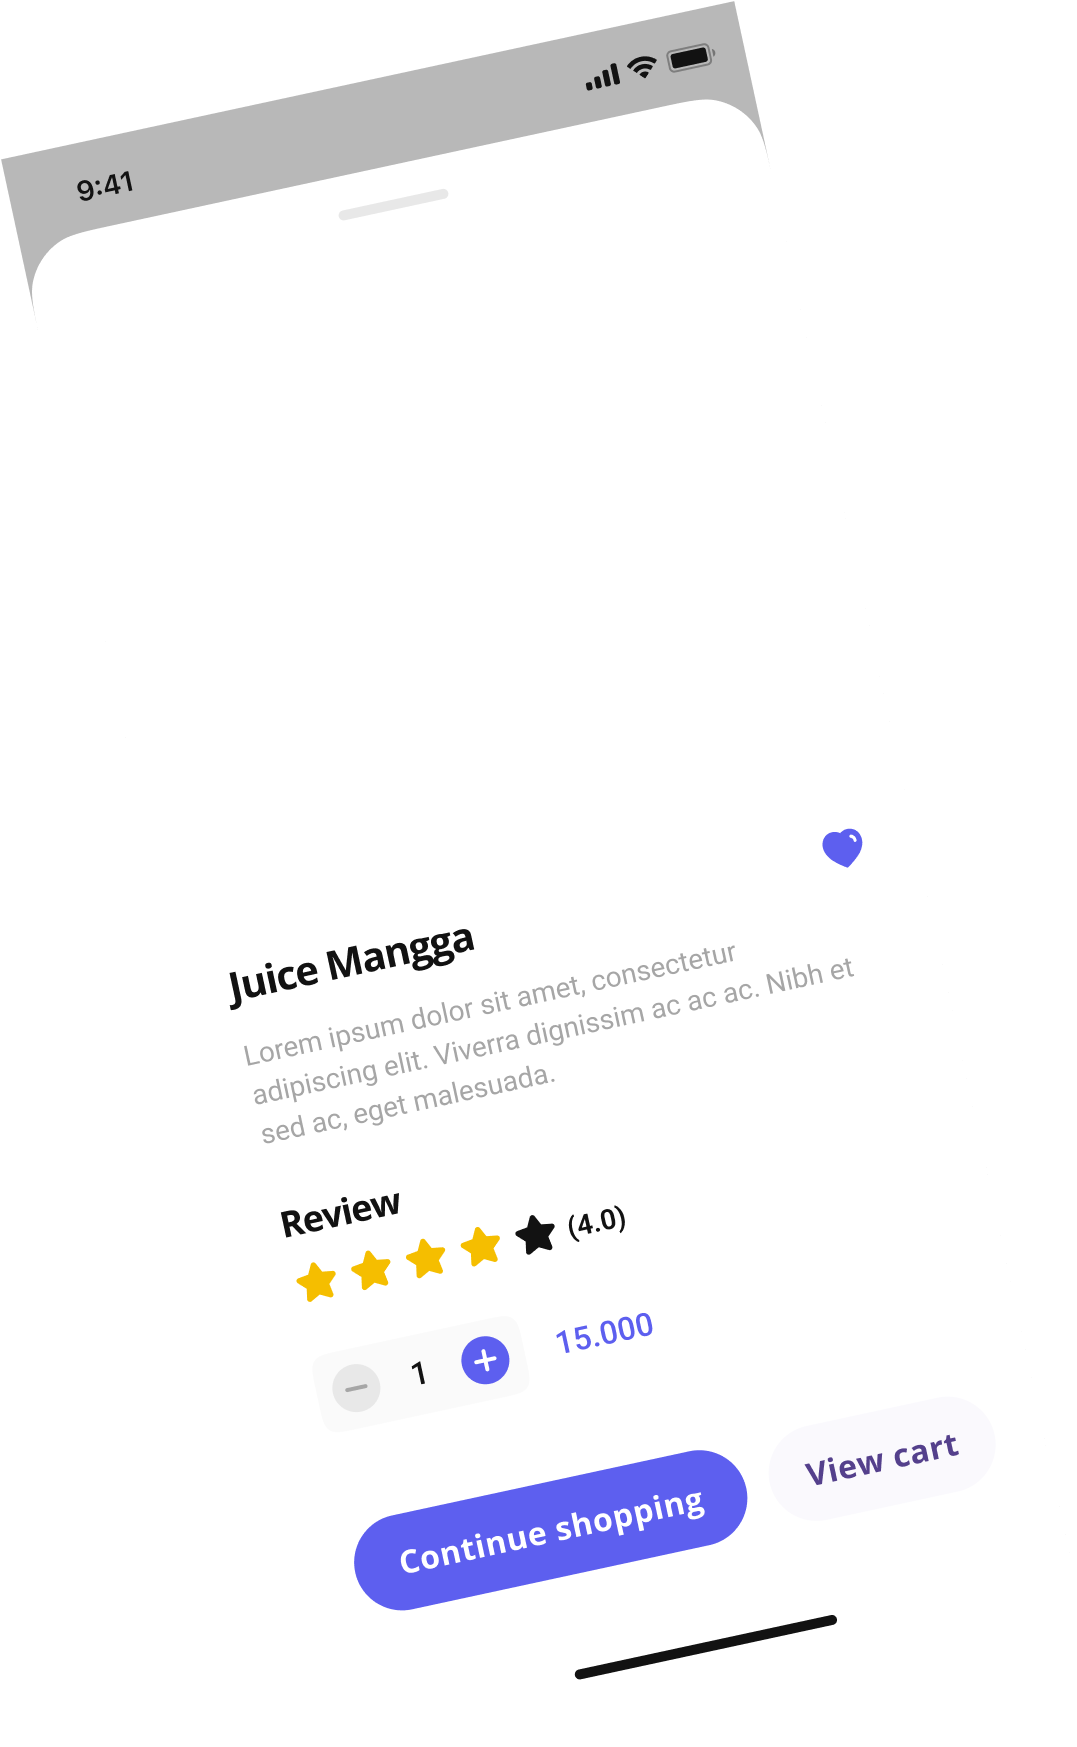 9:41
Juice Mangga
Lorem ipsum dolor sit amet, consectetur
adipiscing elit. Viverra dignissim ac ac ac. Nibh et
sed ac, eget malesuada.
Review
(4.0)
1
15.000
Continue shopping
View cart